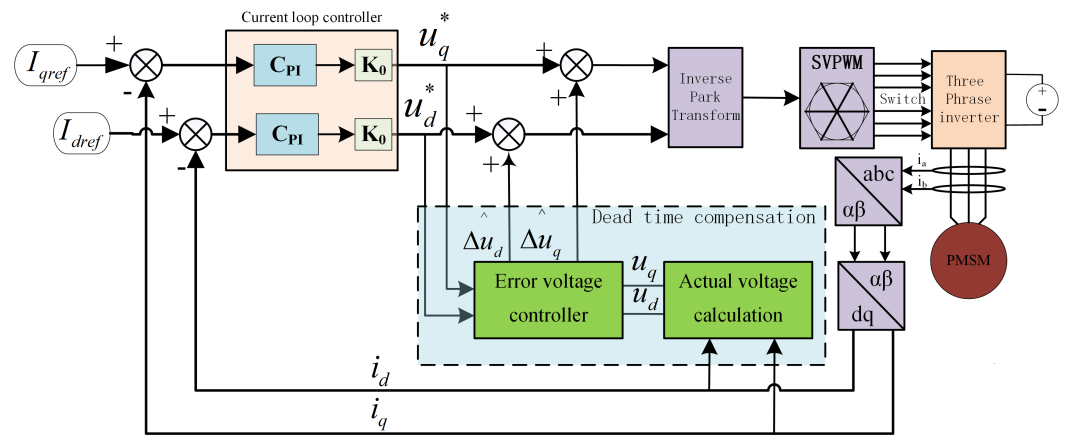 Current loop controller
I_qref
+
-
C_PI
K_0
u_q^*
+
+
I_dref
+
-
C_PI
K_0
u_d^*
+
+
Inverse
Park
Transform
SVPWM
Switch
Three
Phrase
inverter
+
-
i_a
i_b
abc
αβ
PMSM
αβ
dq
Dead time compensation
Δû_d
Δû_q
Error voltage
controller
u_q
u_d
Actual voltage
calculation
i_d
i_q